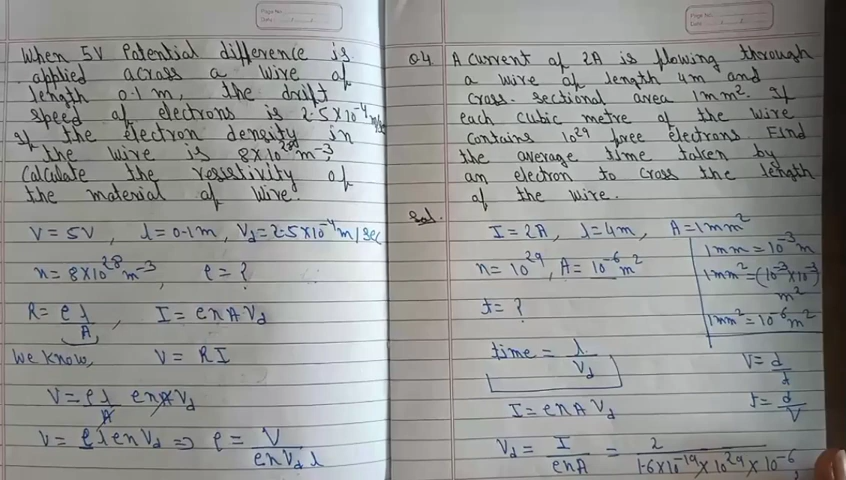 Page No.
Date
When 5V Potential difference is
applied across a wire of
length 0.1 m, the drift
speed of electrons is 2.5×10⁻⁴ m/sec
If the electron density in
the wire is 8×10²⁸ m⁻³,
Calculate the resistivity of
the material of wire.
V = 5V , l = 0.1m , Vd = 2.5×10⁻⁴ m/sec
n = 8×10²⁸ m⁻³ , ρ = ?
R = ρ l/A , I = enAVd
We know, V = RI
V = ρ l/A enAVd
V = ρ l enVd ⇒ ρ = V/enVd l
Page No.
Date
Q4. A current of 2A is flowing through
a wire of length 4m and
cross-sectional area 1mm². If
each cubic metre of the wire
contains 10²⁹ free electrons. Find
the average time taken by
an electron to cross the length
of the wire.
Sol. I = 2A , l = 4m , A = 1mm²
n = 10²⁹ , A = 10⁻⁶ m²
t = ?
1mm = 10⁻³ m
1mm² = (10⁻³ × 10⁻³)
m²
1mm² = 10⁻⁶ m²
time = l/Vd
I = enAVd
V = d/t
t = d/V
Vd = I/enA = 2/1.6×10⁻¹⁹×10²⁹×10⁻⁶